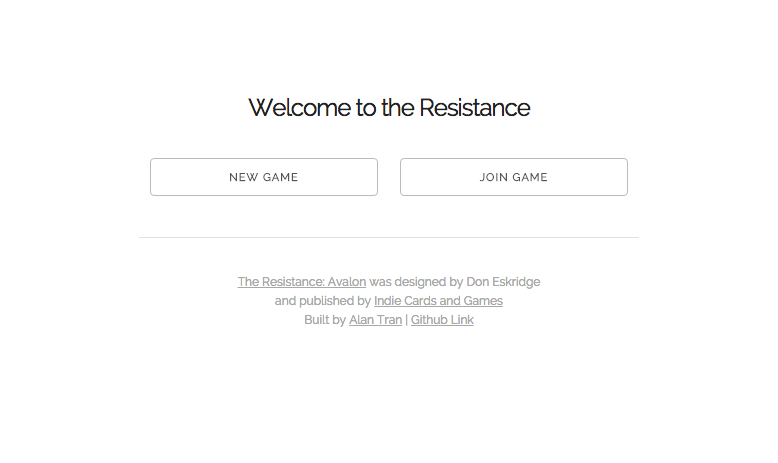 Welcome to the Resistance
NEW GAME
JOIN GAME
The Resistance: Avalon was designed by Don Eskridge
and published by Indie Cards and Games
Built by Alan Tran | Github Link